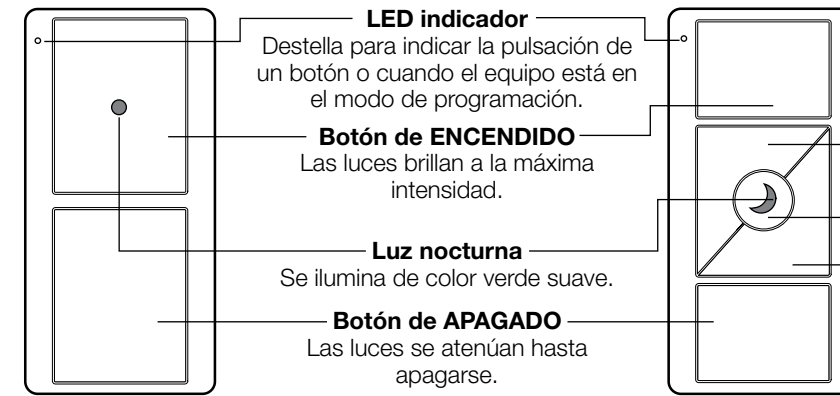 LED indicador
Destella para indicar la pulsación de
un botón o cuando el equipo está en
el modo de programación.
Botón de ENCENDIDO
Las luces brillan a la máxima
intensidad.
Luz nocturna
Se ilumina de color verde suave.
Botón de APAGADO
Las luces se atenúan hasta
apagarse.